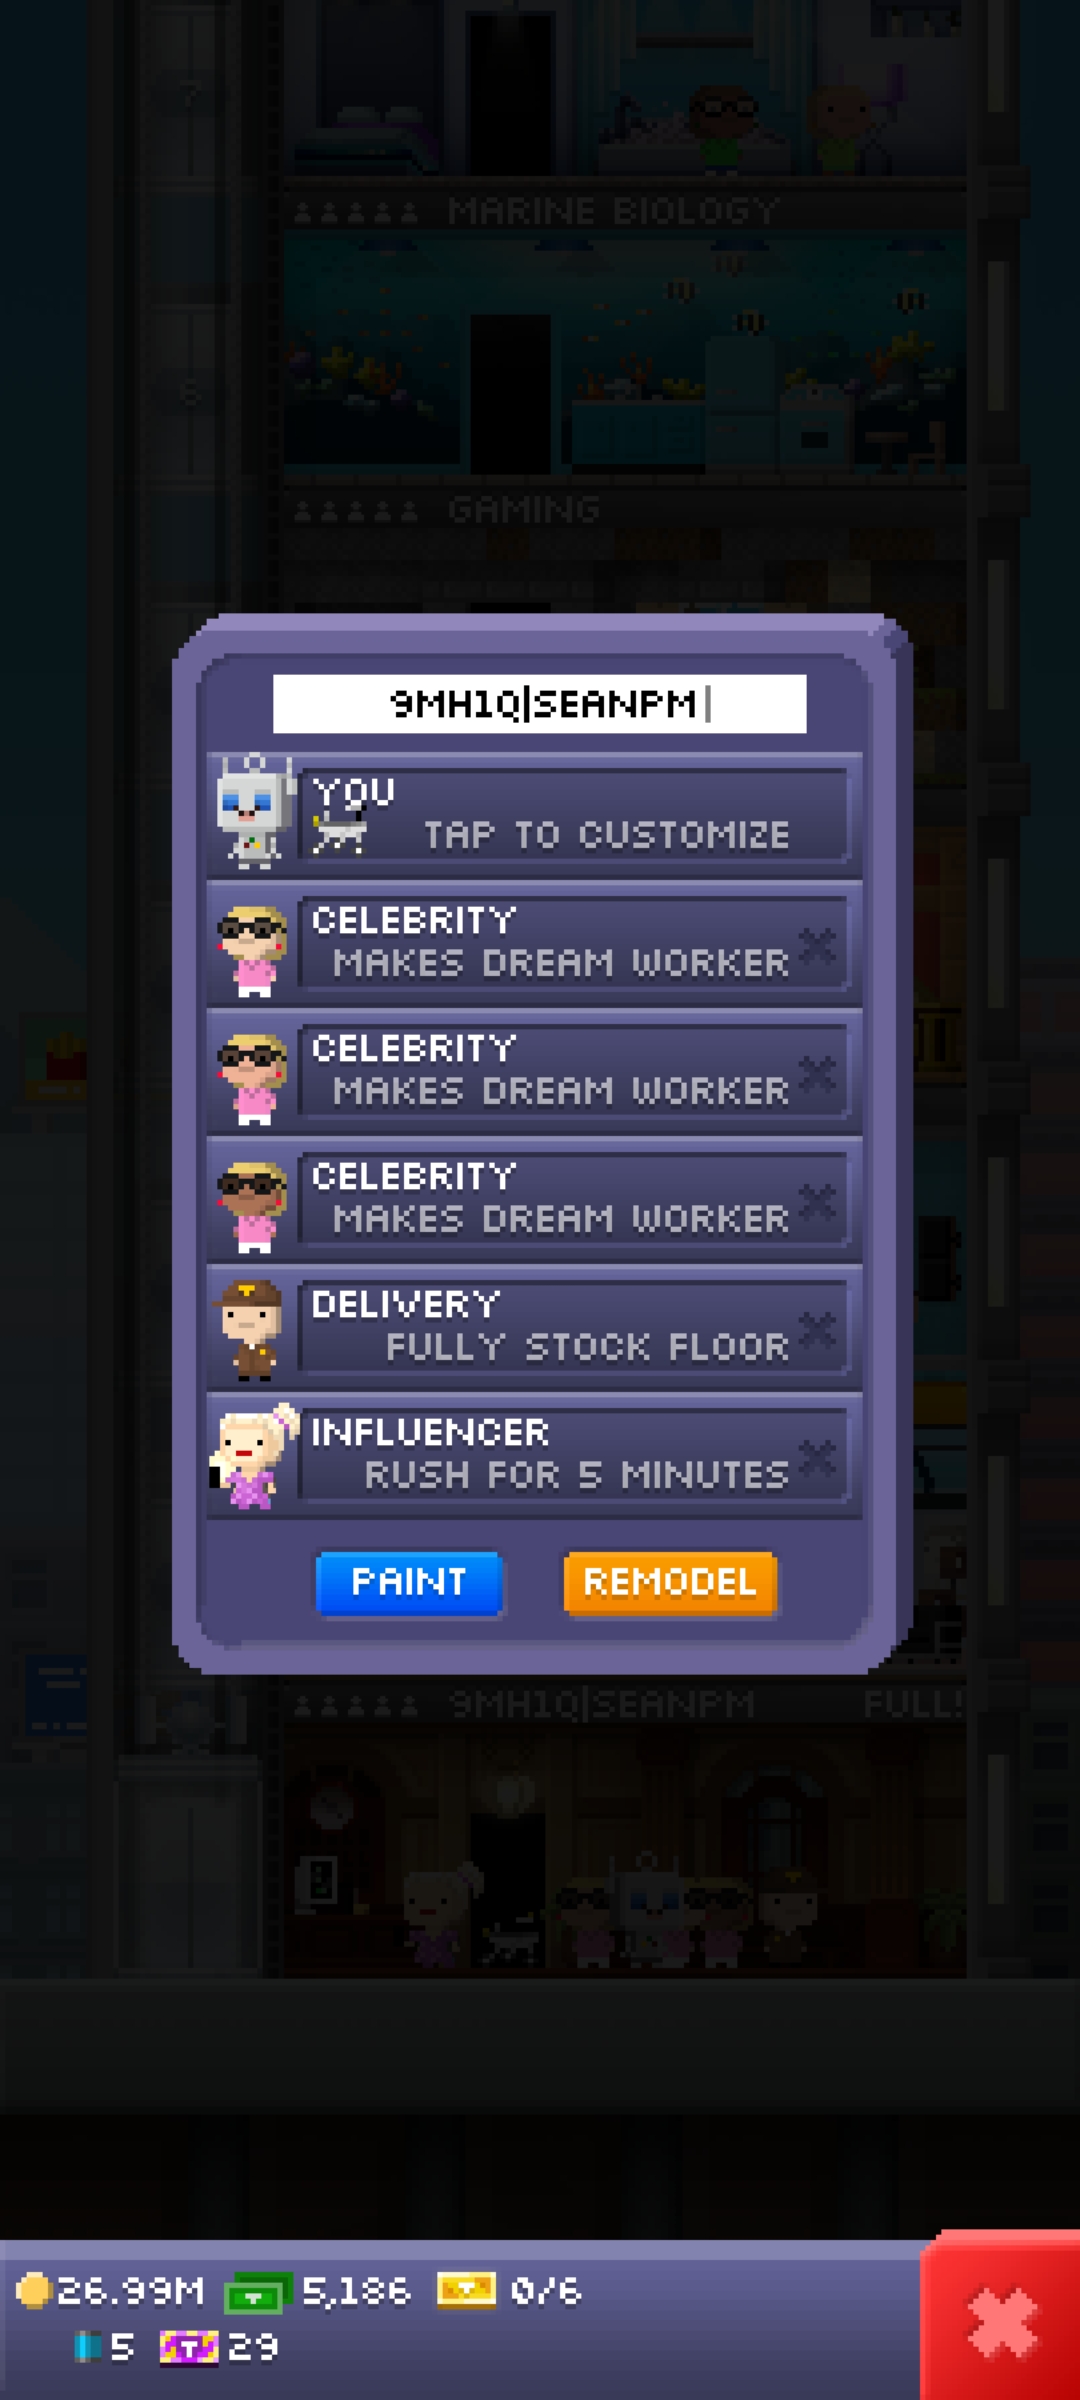 7
MARINE BIOLOGY
6
GAMING
9MH1Q|SEANPM
YOU
TAP TO CUSTOMIZE
CELEBRITY
MAKES DREAM WORKER
CELEBRITY
MAKES DREAM WORKER
CELEBRITY
MAKES DREAM WORKER
DELIVERY
FULLY STOCK FLOOR
INFLUENCER
RUSH FOR 5 MINUTES
PAINT REMODEL
9MH1Q|SEANPM FULL!
26.99M 5,186 0/6
5 29